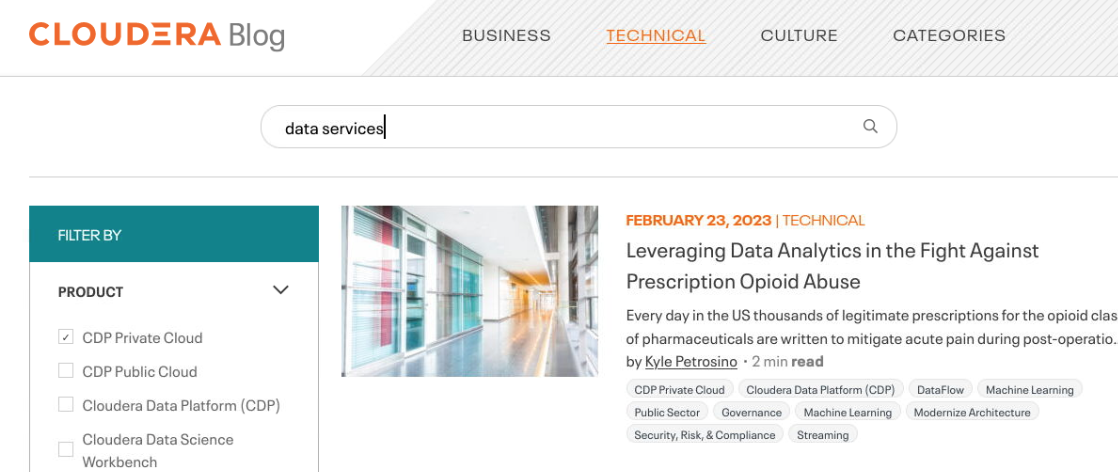 CLOUDERA Blog
BUSINESS TECHNICAL CULTURE CATEGORIES
data services
FILTER BY
PRODUCT
CDP Private Cloud
CDP Public Cloud
Cloudera Data Platform (CDP)
Cloudera Data Science
Workbench
FEBRUARY 23, 2023 | TECHNICAL
Leveraging Data Analytics in the Fight Against
Prescription Opioid Abuse
Every day in the US thousands of legitimate prescriptions for the opioid clas
of pharmaceuticals are written to mitigate acute pain during post-operatio...
by Kyle Petrosino · 2 min read
CDP Private Cloud Cloudera Data Platform (CDP) DataFlow Machine Learning
Public Sector Governance Machine Learning Modernize Architecture
Security, Risk, & Compliance Streaming